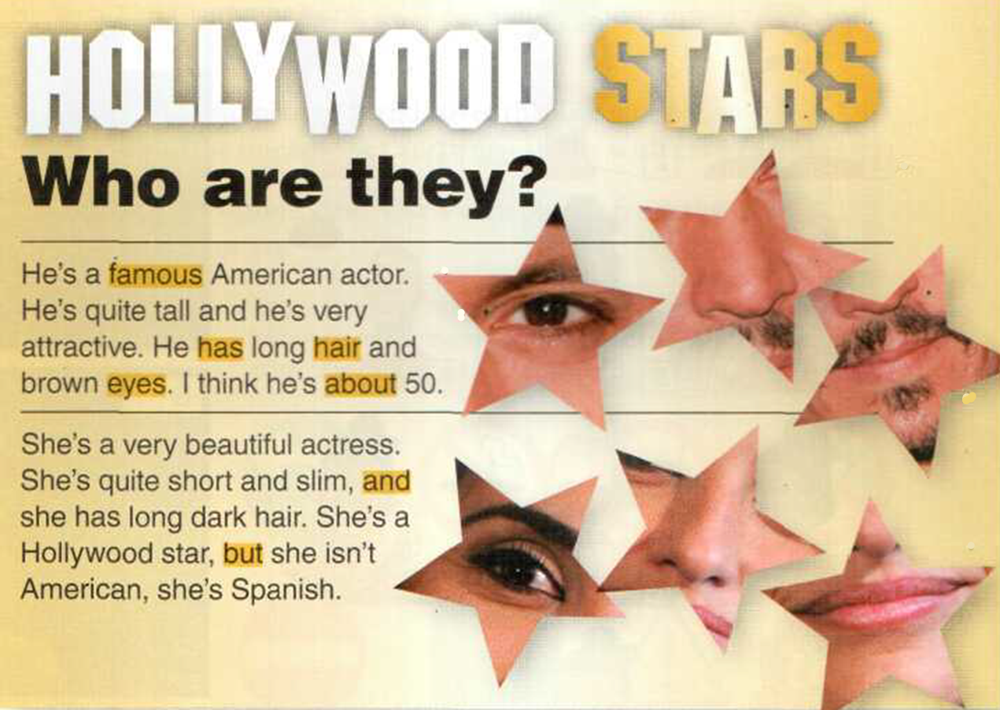 HOLLYWOOD STARS
Who are they?
He's a famous American actor.
He's quite tall and he's very
attractive. He has long hair and
brown eyes. I think he's about 50.
She's a very beautiful actress.
She's quite short and slim, and
she has long dark hair. She's a
Hollywood star, but she isn't
American, she's Spanish.